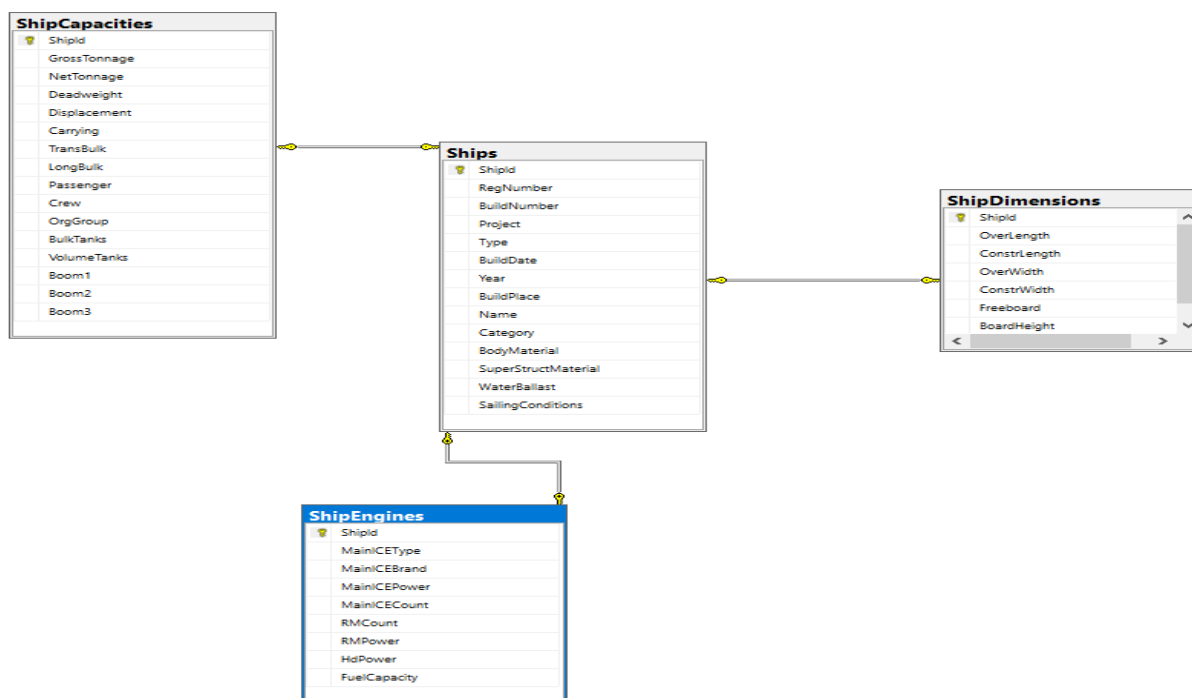 ShipCapacities
ShipId
GrossTonnage
NetTonnage
Deadweight
Displacement
Carrying
TransBulk
LongBulk
Passenger
Crew
OrgGroup
BulkTanks
VolumeTanks
Boom1
Boom2
Boom3
Ships
ShipId
RegNumber
BuildNumber
Project
Type
BuildDate
Year
BuildPlace
Name
Category
BodyMaterial
SuperStructMaterial
WaterBallast
SailingConditions
ShipDimensions
ShipId
OverLength
ConstrLength
OverWidth
ConstrWidth
Freeboard
BoardHeight
ShipEngines
ShipId
MainICEType
MainICEBrand
MainICEPower
MainICECount
RMCount
RMPower
HdPower
FuelCapacity